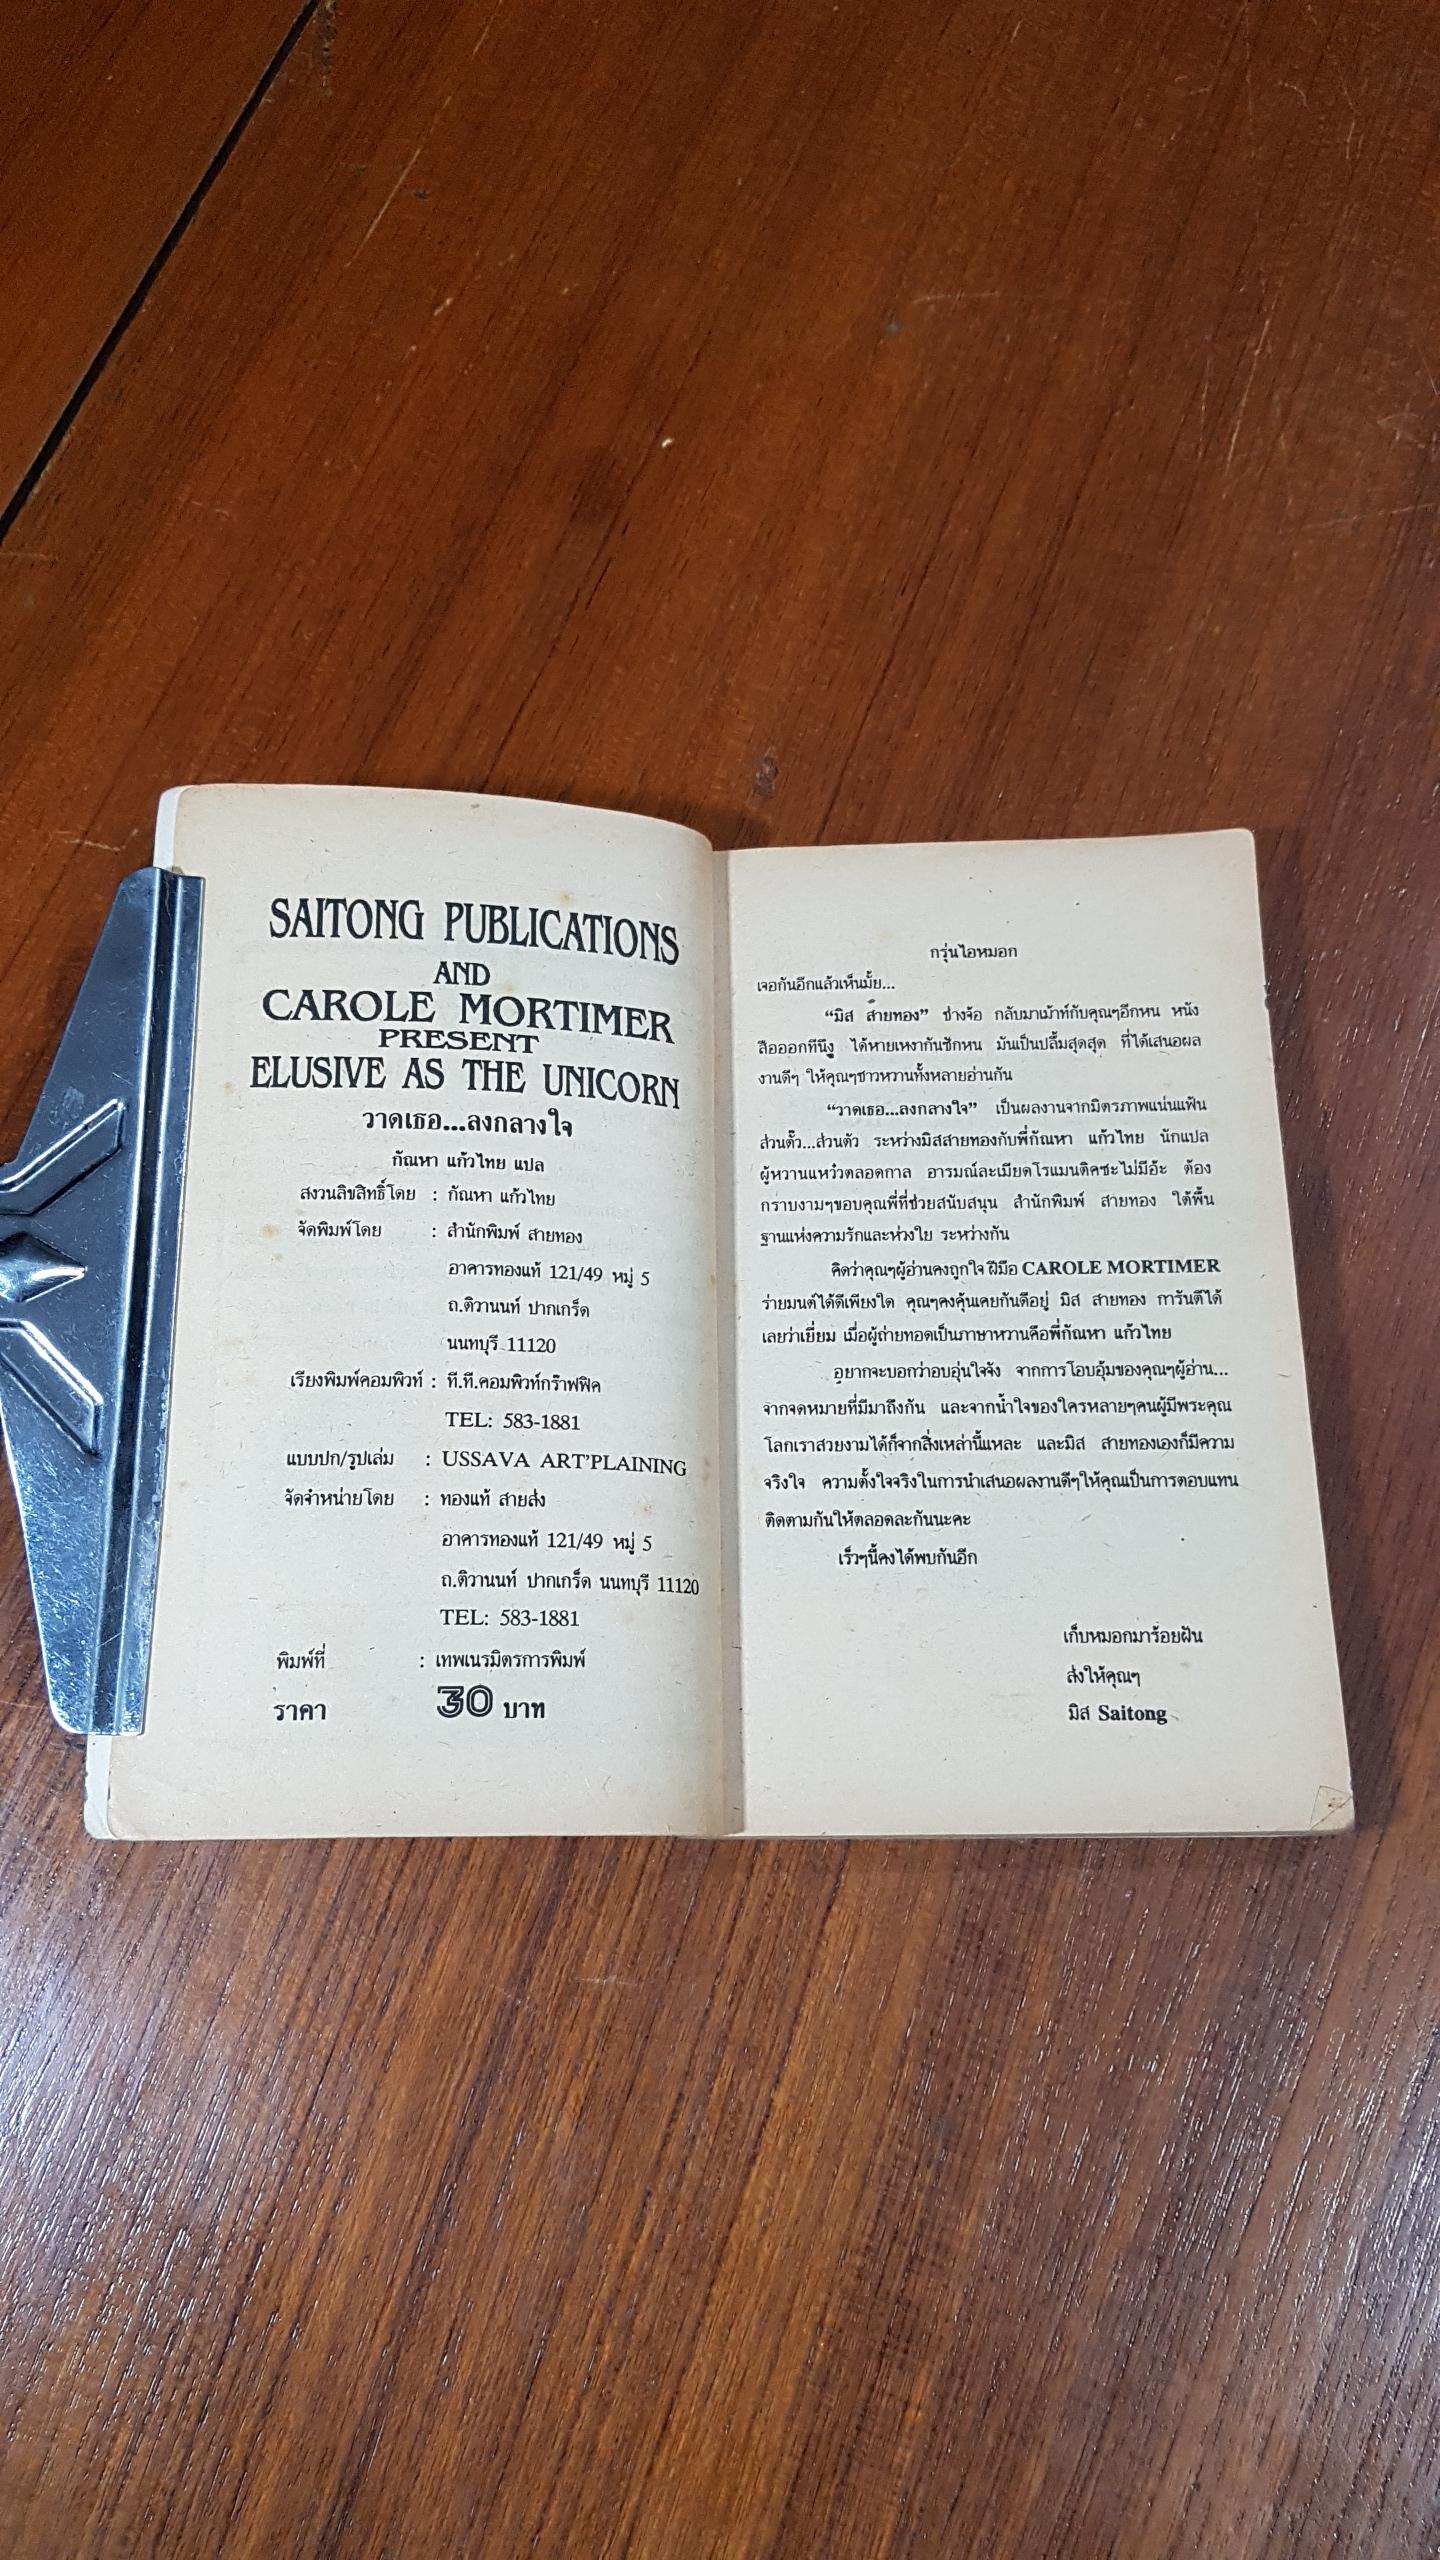 SAITONG PUBLICATIONS
AND
CAROLE MORTIMER
PRESENT
ELUSIVE AS THE UNICORN
วาดเธอ...ลงกลางใจ
กัณหา แก้วไทย แปล
สงวนลิขสิทธิ์โดย : กัณหา แก้วไทย
จัดพิมพ์โดย : สำนักพิมพ์ สายทอง
อาคารทองแท้ 121/49 หมู่ 5
ถ.ติวานนท์ ปากเกร็ด
นนทบุรี 11120
เรียงพิมพ์คอมพิวท์ : ที.ที.คอมพิวท์กร๊าฟฟิค
TEL: 583-1881
แบบปก/รูปเล่ม : USSAVA ART'PLAINING
จัดจำหน่ายโดย : ทองแท้ สายส่ง
อาคารทองแท้ 121/49 หมู่ 5
ถ.ติวานนท์ ปากเกร็ด นนทบุรี 11120
TEL: 583-1881
พิมพ์ที่ : เทพเนรมิตรการพิมพ์
ราคา 30 บาท
กรุ่นไอหมอก
เจอกันอีกแล้วเห็นมั้ย...
“มิส สายทอง” ช่างจ้อ กลับมาเม้าท์กับคุณๆอีกหน หนัง
สือออกทีนึงู ได้หายเหงากันซักหน มันเป็นปลื้มสุดสุด ที่ได้เสนอผล
งานดีๆ ให้คุณๆชาวหวานทั้งหลายอ่านกัน
“วาดเธอ...ลงกลางใจ” เป็นผลงานจากมิตรภาพแน่นแฟ้น
ส่วนตั๊ว...ส่วนตัว ระหว่างมิสสายทองกับพี่กัณหา แก้วไทย นักแปล
ผู้หวานแหว๋วตลอดกาล อารมณ์ละเมียดโรแมนติคซะไม่มีอ้ะ ต้อง
กราบงามๆขอบคุณพี่ที่ช่วยสนับสนุน สำนักพิมพ์ สายทอง ใต้พื้น
ฐานแห่งความรักและห่วงใย ระหว่างกัน
คิดว่าคุณๆผู้อ่านคงถูกใจ ฝีมือ CAROLE MORTIMER
ร่ายมนต์ได้ดีเพียงใด คุณๆคงคุ้นเคยกันดีอยู่ มิส สายทอง การันตีได้
เลยว่าเยี่ยม เมื่อผู้ถ่ายทอดเป็นภาษาหวานคือพี่กัณหา แก้วไทย
อยากจะบอกว่าอบอุ่นใจจัง จากการโอบอุ้มของคุณๆผู้อ่าน...
จากจดหมายที่มีมาถึงกัน และจากน้ำใจของใครหลายๆคนผู้มีพระคุณ
โลกเราสวยงามได้ก็จากสิ่งเหล่านี้แหละ และมิส สายทองเองก็มีความ
จริงใจ ความตั้งใจจริงในการนำเสนอผลงานดีๆให้คุณเป็นการตอบแทน
ติดตามกันให้ตลอดละกันนะคะ
เร็วๆนี้คงได้พบกันอีก
เก็บหมอกมาร้อยฝัน
ส่งให้คุณๆ
มิส Saitong